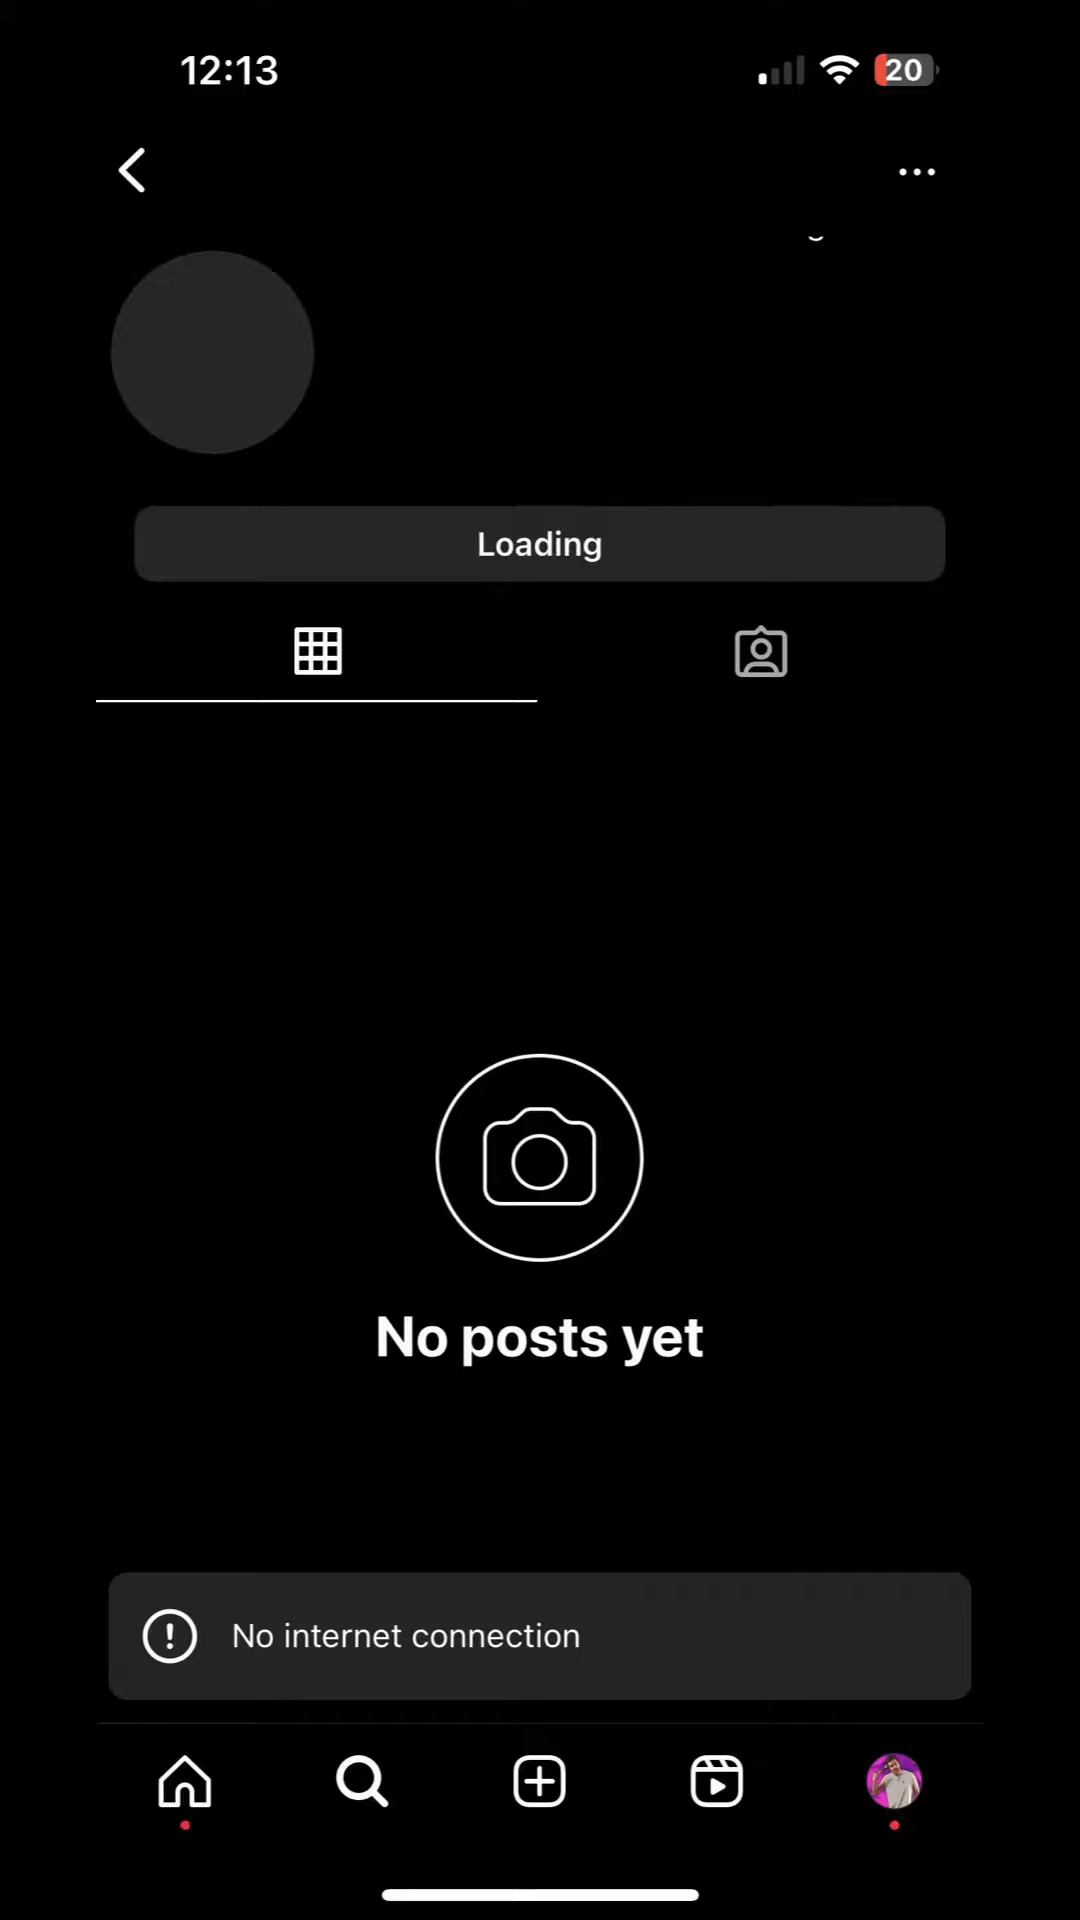 12:13
20
Loading
No posts yet
No internet connection